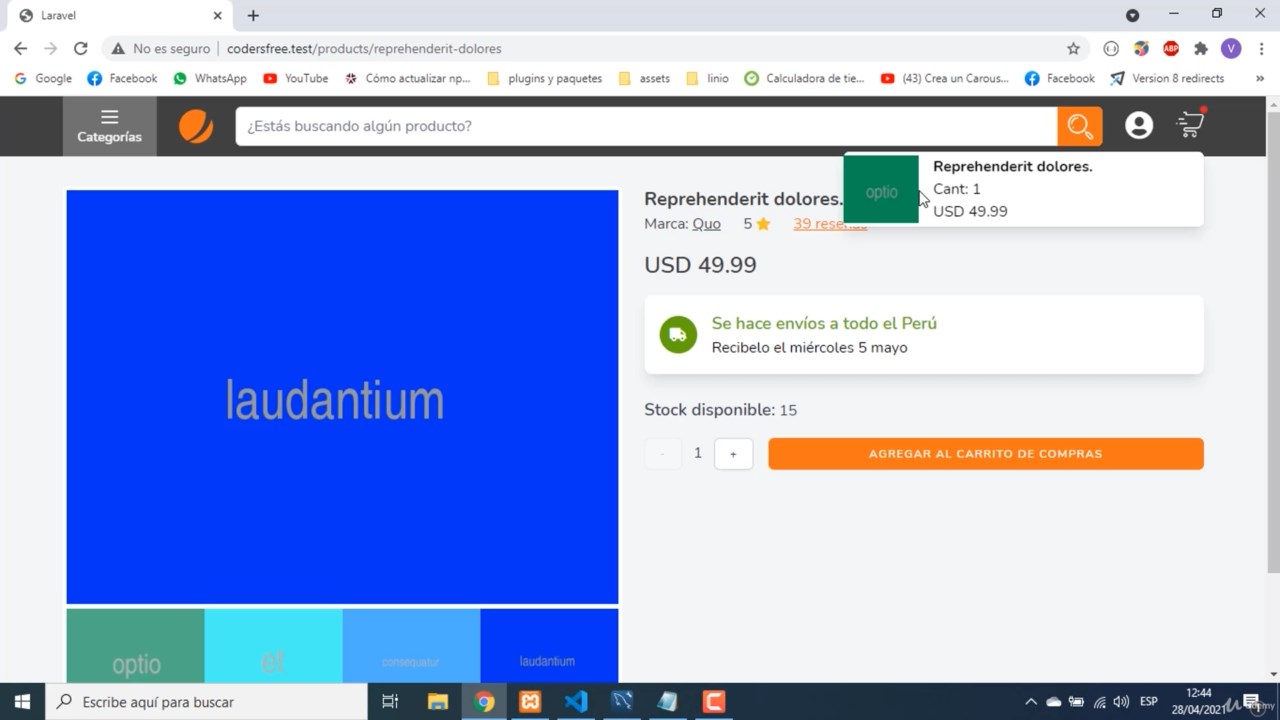 Laravel
No es seguro
codersfree.test/products/reprehenderit-dolores
ABP
V
Google
Facebook
WhatsApp
YouTube
Cómo actualizar np...
plugins y paquetes
assets
linio
Calculadora de tie...
(43) Crea un Carous...
Facebook
Version 8 redirects
»
Categorías
¿Estás buscando algún producto?
Reprehenderit dolores.
Cant: 1
USD 49.99
optio
Reprehenderit dolores.
Marca: Quo
5
39 reseñas
USD 49.99
Se hace envíos a todo el Perú
Recibelo el miércoles 5 mayo
Stock disponible: 15
-
1
+
AGREGAR AL CARRITO DE COMPRAS
laudantium
optio
et
consequatur
laudantium
Escribe aquí para buscar
ESP
12:44
28/04/2021
Udemy